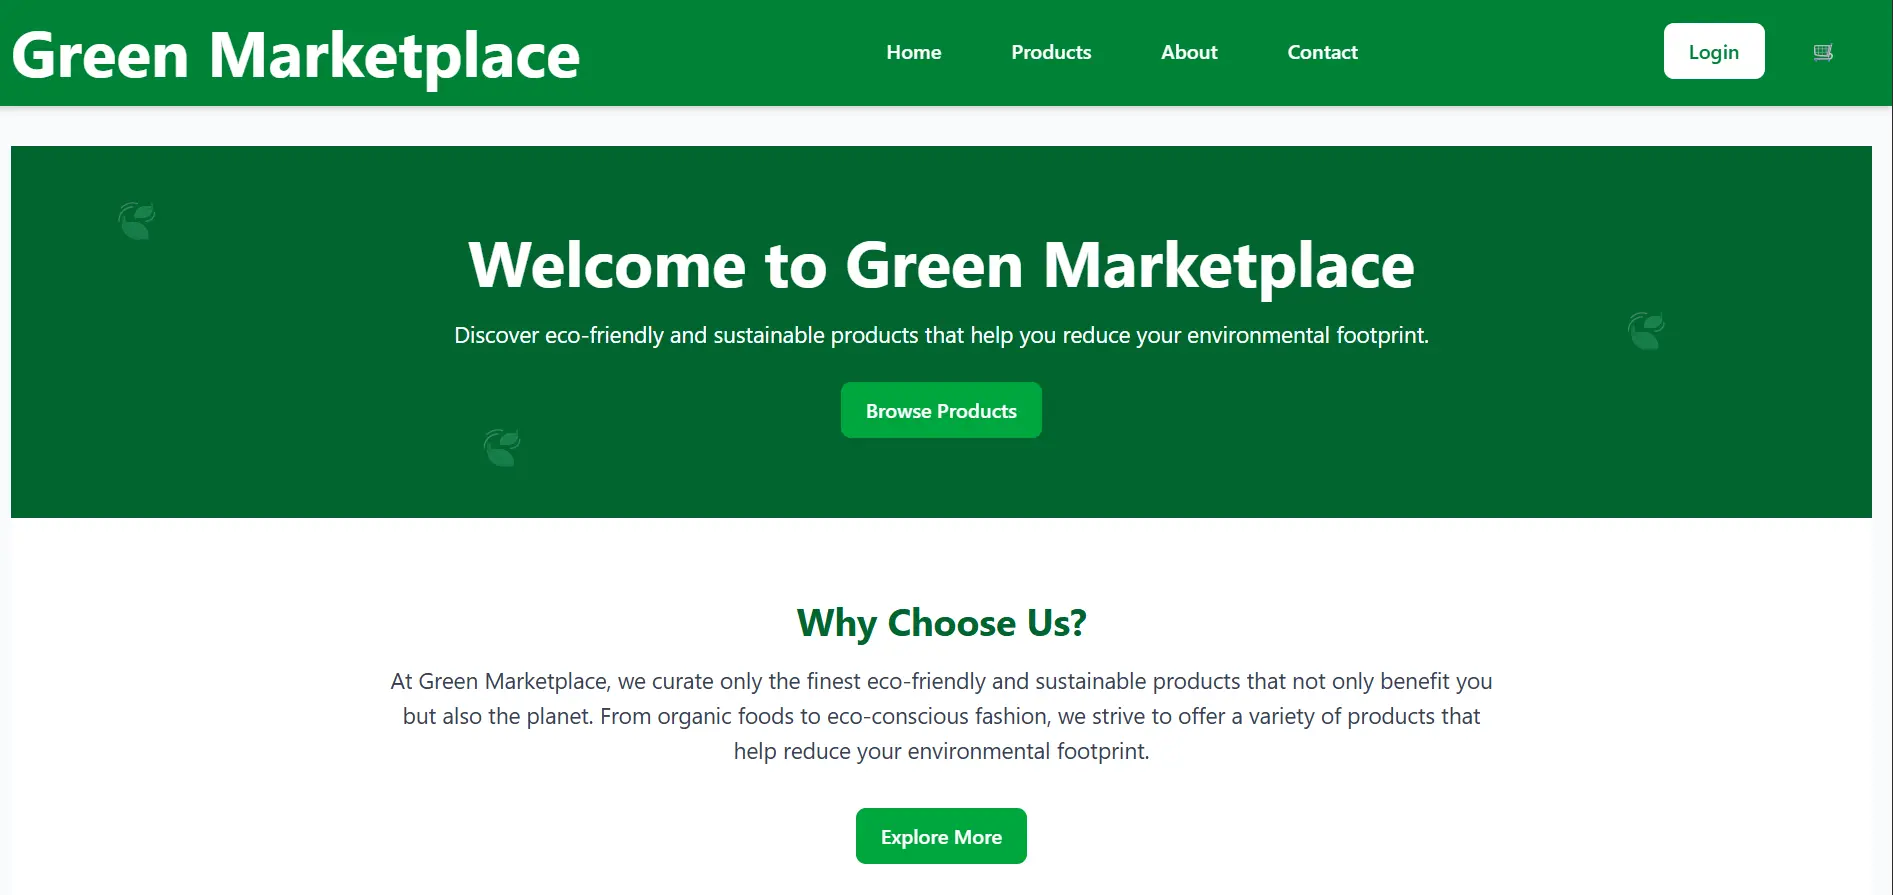 Green Marketplace
Home
Products
About
Contact
Login
Welcome to Green Marketplace
Discover eco-friendly and sustainable products that help you reduce your environmental footprint.
Browse Products
Why Choose Us?
At Green Marketplace, we curate only the finest eco-friendly and sustainable products that not only benefit you
but also the planet. From organic foods to eco-conscious fashion, we strive to offer a variety of products that
help reduce your environmental footprint.
Explore More